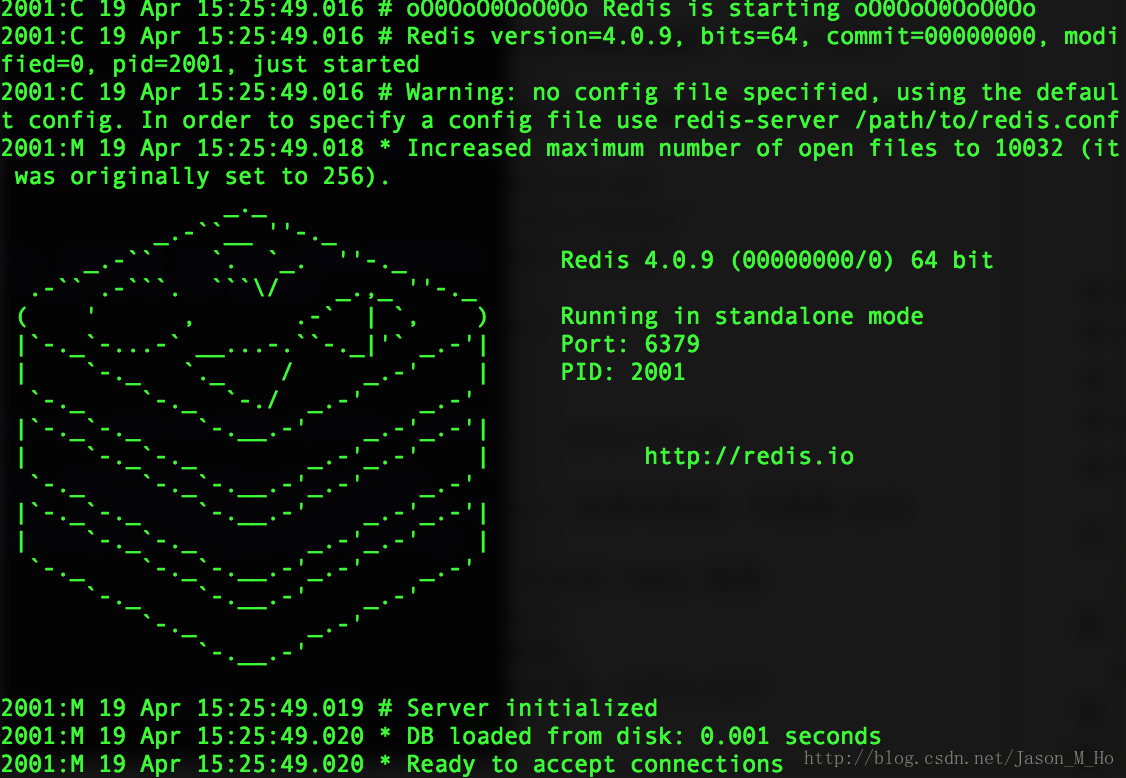 2001:C 19 Apr 15:25:49.016 # oO0OoO0OoO0Oo Redis is starting oO0OoO0OoO0Oo
2001:C 19 Apr 15:25:49.016 # Redis version=4.0.9, bits=64, commit=00000000, modi
fied=0, pid=2001, just started
2001:C 19 Apr 15:25:49.016 # Warning: no config file specified, using the defaul
t config. In order to specify a config file use redis-server /path/to/redis.conf
2001:M 19 Apr 15:25:49.018 * Increased maximum number of open files to 10032 (it
 was originally set to 256).
Redis 4.0.9 (00000000/0) 64 bit
Running in standalone mode
Port: 6379
PID: 2001
http://redis.io
2001:M 19 Apr 15:25:49.019 # Server initialized
2001:M 19 Apr 15:25:49.020 * DB loaded from disk: 0.001 seconds
2001:M 19 Apr 15:25:49.020 * Ready to accept connections
http://blog.csdn.net/Jason_M_Ho